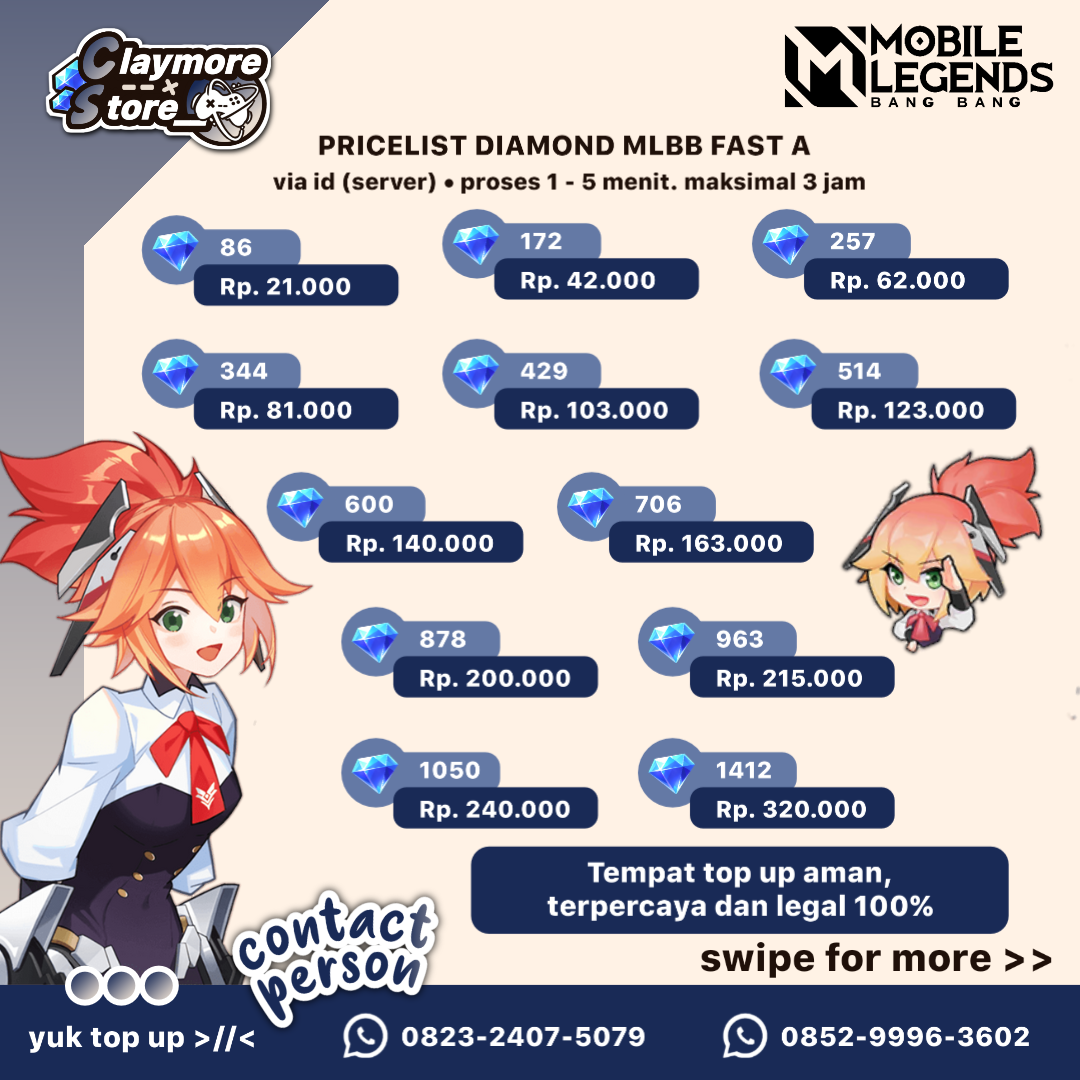 Claymore
Store_
MOBILE
LEGENDS
BANG BANG
PRICELIST DIAMOND MLBB FAST A
via id (server) • proses 1 - 5 menit. maksimal 3 jam
86
Rp. 21.000
172
Rp. 42.000
257
Rp. 62.000
344
Rp. 81.000
429
Rp. 103.000
514
Rp. 123.000
600
Rp. 140.000
706
Rp. 163.000
878
Rp. 200.000
963
Rp. 215.000
1050
Rp. 240.000
1412
Rp. 320.000
Tempat top up aman,
terpercaya dan legal 100%
swipe for more >>
contact
person
yuk top up >//<
0823-2407-5079
0852-9996-3602